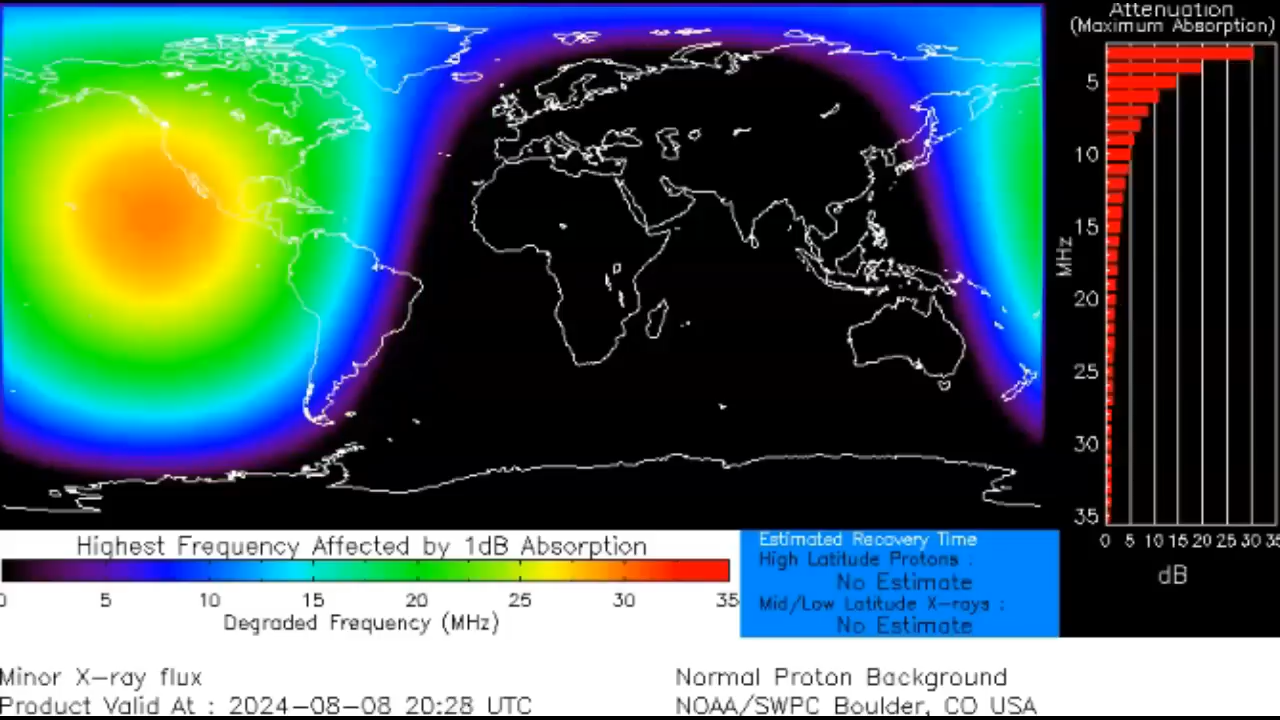 Attenuation
(Maximum Absorption)
5
10
15
20
25
30
35
MHz
0 5 10 15 20 25 30 35
dB
Highest Frequency Affected by 1dB Absorption
0 5 10 15 20 25 30 35
Degraded Frequency (MHz)
Estimated Recovery Time
High Latitude Protons :
No Estimate
Mid/Low Latitude X-rays :
No Estimate
Minor X-ray flux
Normal Proton Background
Product Valid At : 2024-08-08 20:28 UTC
NOAA/SWPC Boulder, CO USA